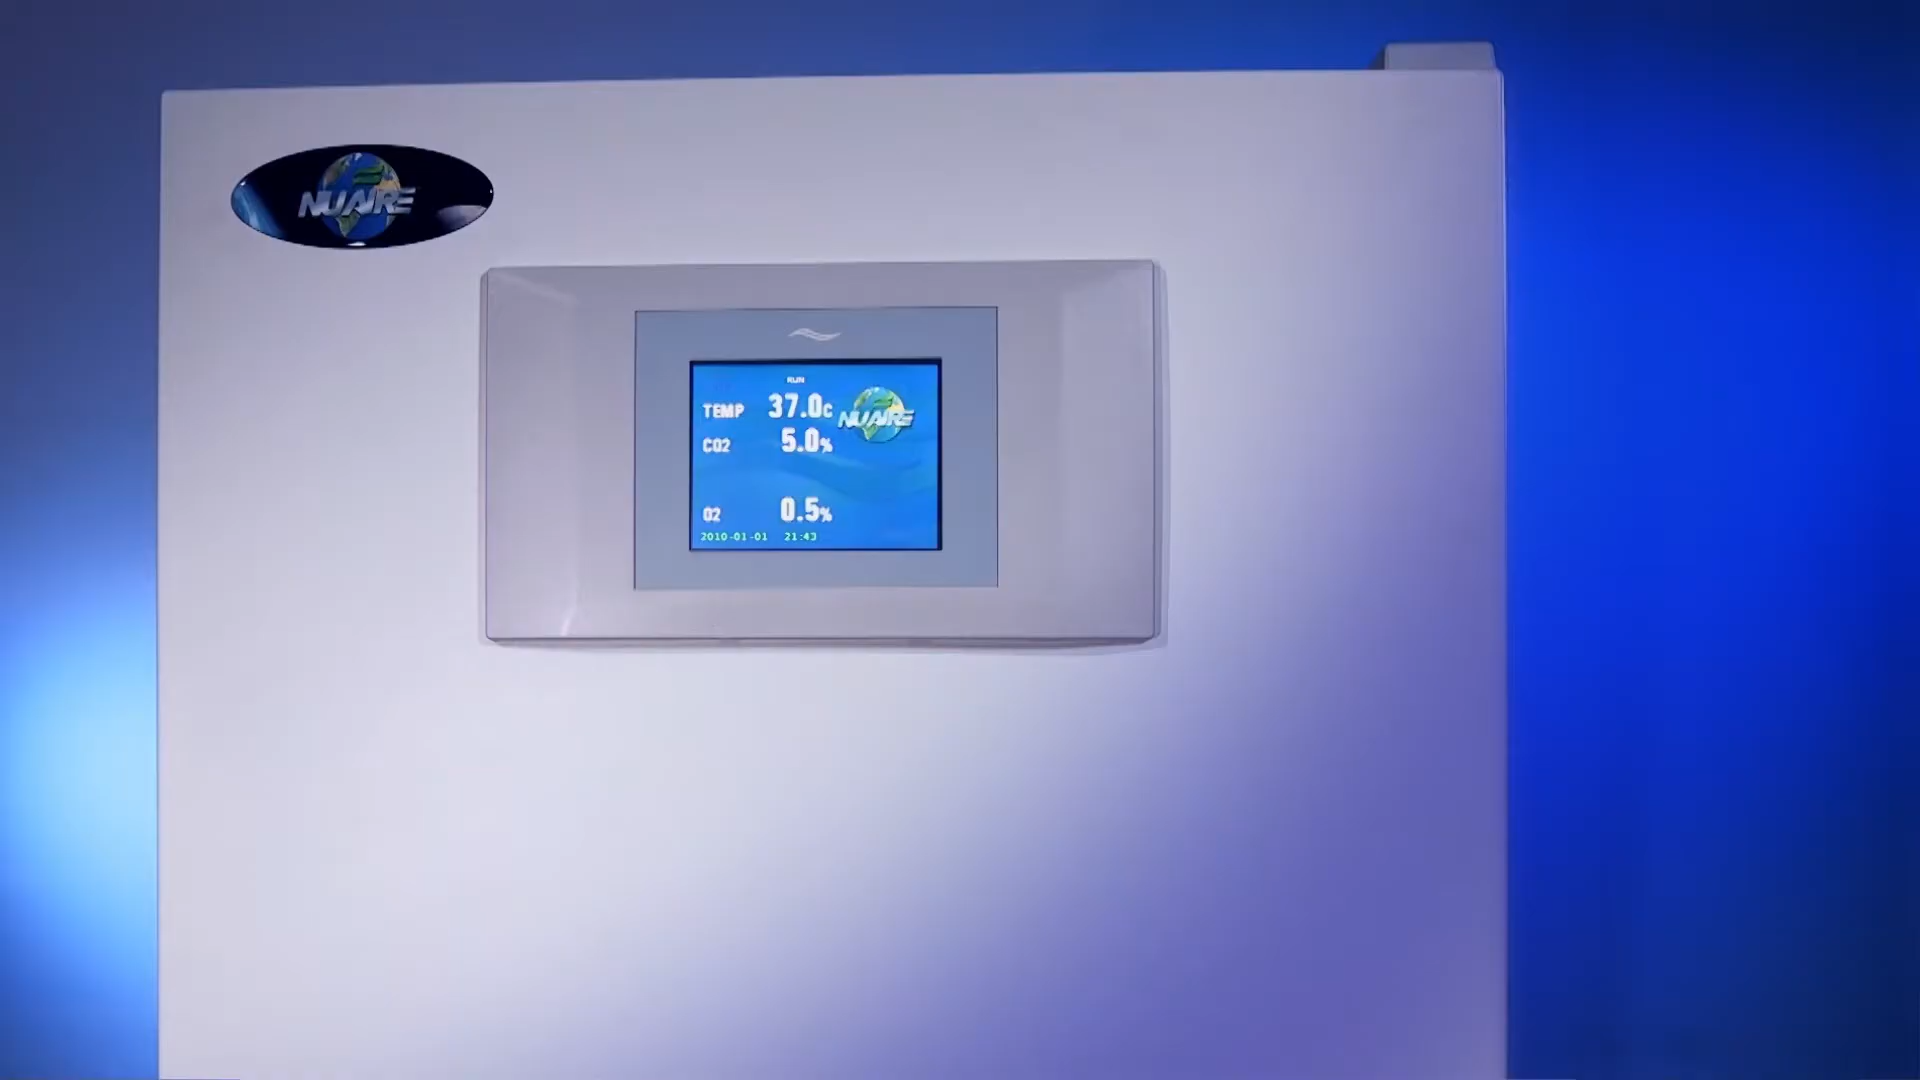 NUAIRE
RUN
TEMP 37.0c
NUAIRE
CO2 5.0%
O2 0.5%
2010-01-01 21:43